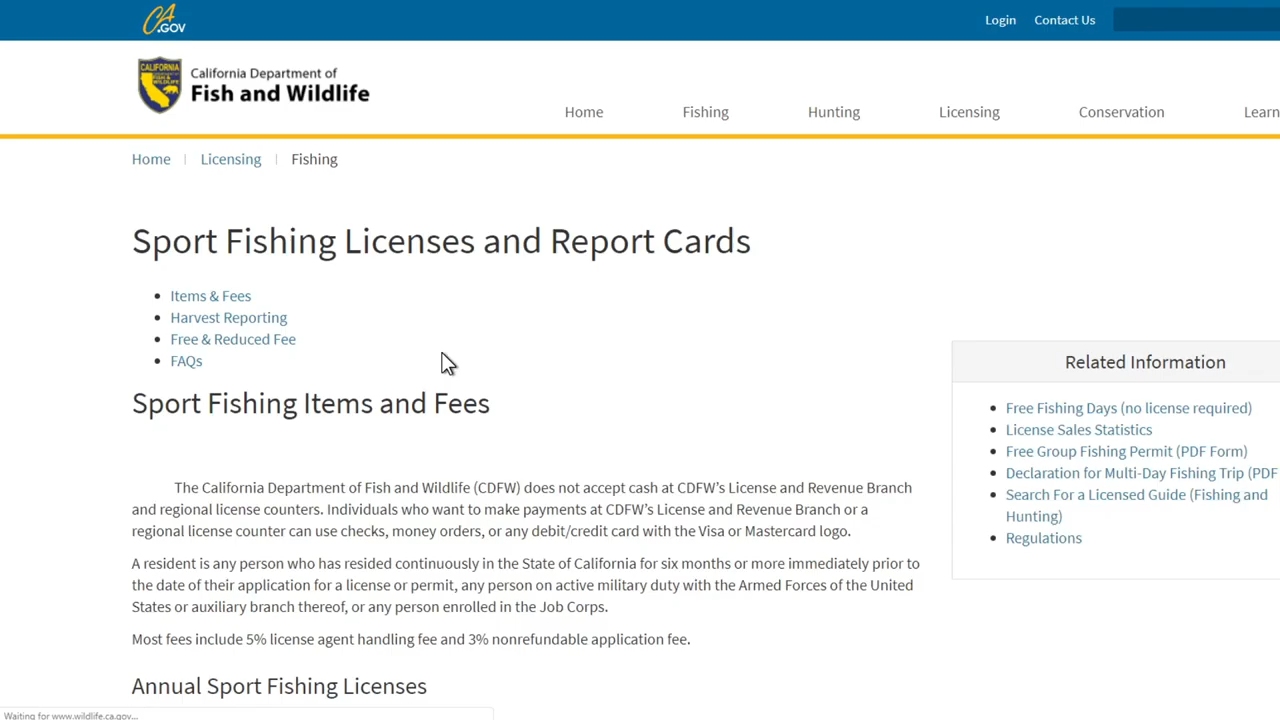 CA.GOV
Login
Contact Us
CALIFORNIA
California Department of
Fish and Wildlife
Home
Fishing
Hunting
Licensing
Conservation
Learn
Home
Licensing
Fishing
Sport Fishing Licenses and Report Cards
Items & Fees
Harvest Reporting
Free & Reduced Fee
FAQs
Sport Fishing Items and Fees
The California Department of Fish and Wildlife (CDFW) does not accept cash at CDFW’s License and Revenue Branch
and regional license counters. Individuals who want to make payments at CDFW’s License and Revenue Branch or a
regional license counter can use checks, money orders, or any debit/credit card with the Visa or Mastercard logo.
A resident is any person who has resided continuously in the State of California for six months or more immediately prior to
the date of their application for a license or permit, any person on active military duty with the Armed Forces of the United
States or auxiliary branch thereof, or any person enrolled in the Job Corps.
Most fees include 5% license agent handling fee and 3% nonrefundable application fee.
Annual Sport Fishing Licenses
Related Information
Free Fishing Days (no license required)
License Sales Statistics
Free Group Fishing Permit (PDF Form)
Declaration for Multi-Day Fishing Trip (PDF
Search For a Licensed Guide (Fishing and
Hunting)
Regulations
Waiting for www.wildlife.ca.gov...